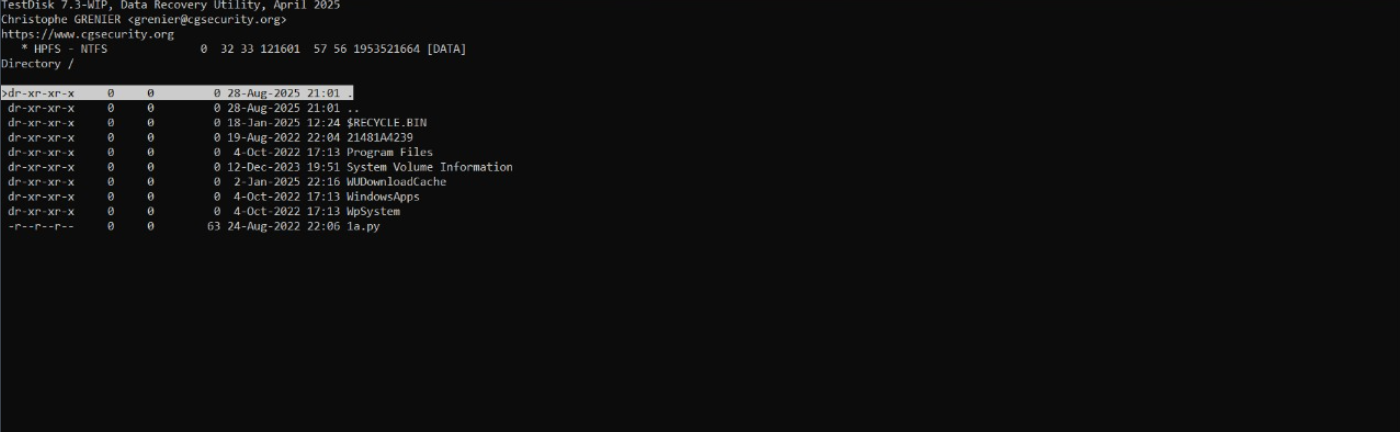 TestDisk 7.3-WIP, Data Recovery Utility, April 2025
Christophe GRENIER <grenier@cgsecurity.org>
https://www.cgsecurity.org
* HPFS - NTFS 0 32 33 121601 57 56 1953521664 [DATA]
Directory /
>dr-xr-xr-x 0 0 0 28-Aug-2025 21:01 .
dr-xr-xr-x 0 0 0 28-Aug-2025 21:01 ..
dr-xr-xr-x 0 0 0 18-Jan-2025 12:24 $RECYCLE.BIN
dr-xr-xr-x 0 0 0 19-Aug-2022 22:04 21481A4239
dr-xr-xr-x 0 0 0 4-Oct-2022 17:13 Program Files
dr-xr-xr-x 0 0 0 12-Dec-2023 19:51 System Volume Information
dr-xr-xr-x 0 0 0 2-Jan-2025 22:16 WUDownloadCache
dr-xr-xr-x 0 0 0 4-Oct-2022 17:13 WindowsApps
dr-xr-xr-x 0 0 0 4-Oct-2022 17:13 WpSystem
-r--r--r-- 0 0 63 24-Aug-2022 22:06 1a.py